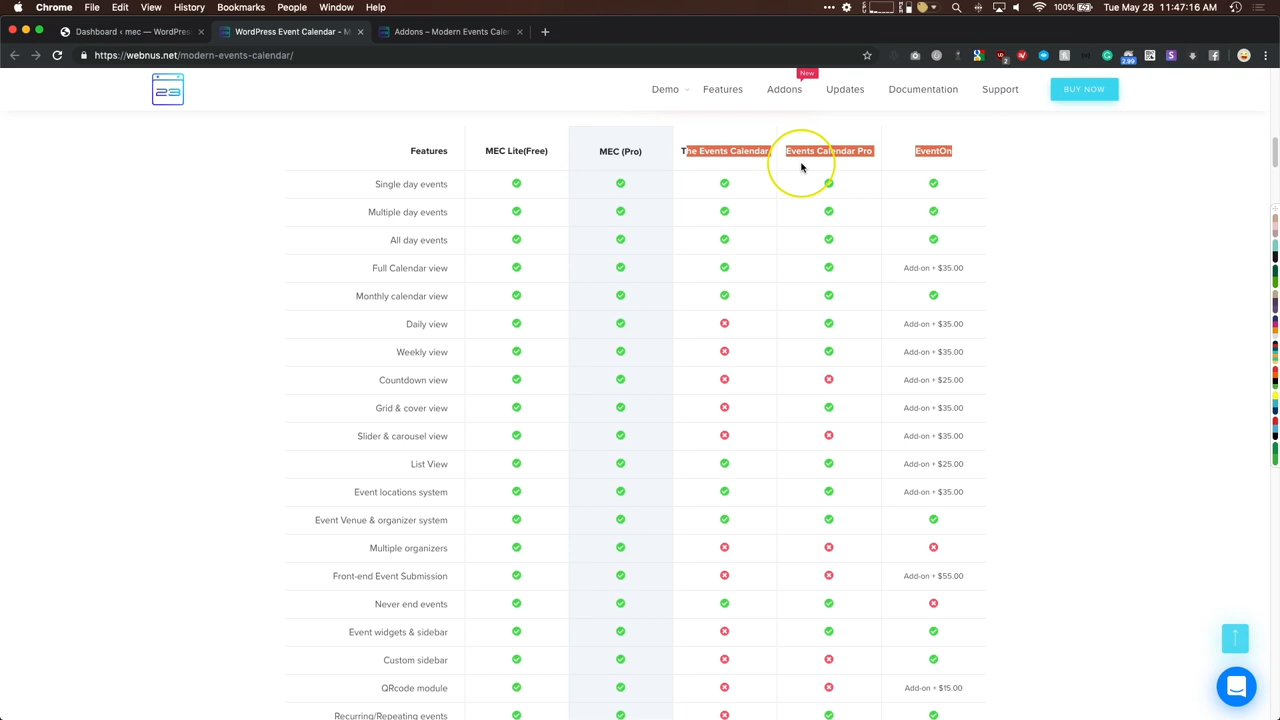 Chrome File Edit View History Bookmarks People Window Help 100% Tue May 28 11:47:16 AM
Dashboard ‹ mec — WordPres
WordPress Event Calendar - M
Addons – Modern Events Cale
https://webnus.net/modern-events-calendar/
2
2.99
23
Demo
Features
New
Addons
Updates
Documentation
Support
BUY NOW
Features MEC Lite(Free) MEC (Pro) The Events Calendar Events Calendar Pro EventOn
Single day events
Multiple day events
All day events
Full Calendar view Add-on + $35.00
Monthly calendar view
Daily view Add-on + $35.00
Weekly view Add-on + $35.00
Countdown view Add-on + $25.00
Grid & cover view Add-on + $35.00
Slider & carousel view Add-on + $35.00
List View Add-on + $25.00
Event locations system Add-on + $35.00
Event Venue & organizer system
Multiple organizers
Front-end Event Submission Add-on + $55.00
Never end events
Event widgets & sidebar
Custom sidebar
QRcode module Add-on + $15.00
Recurring/Repeating events